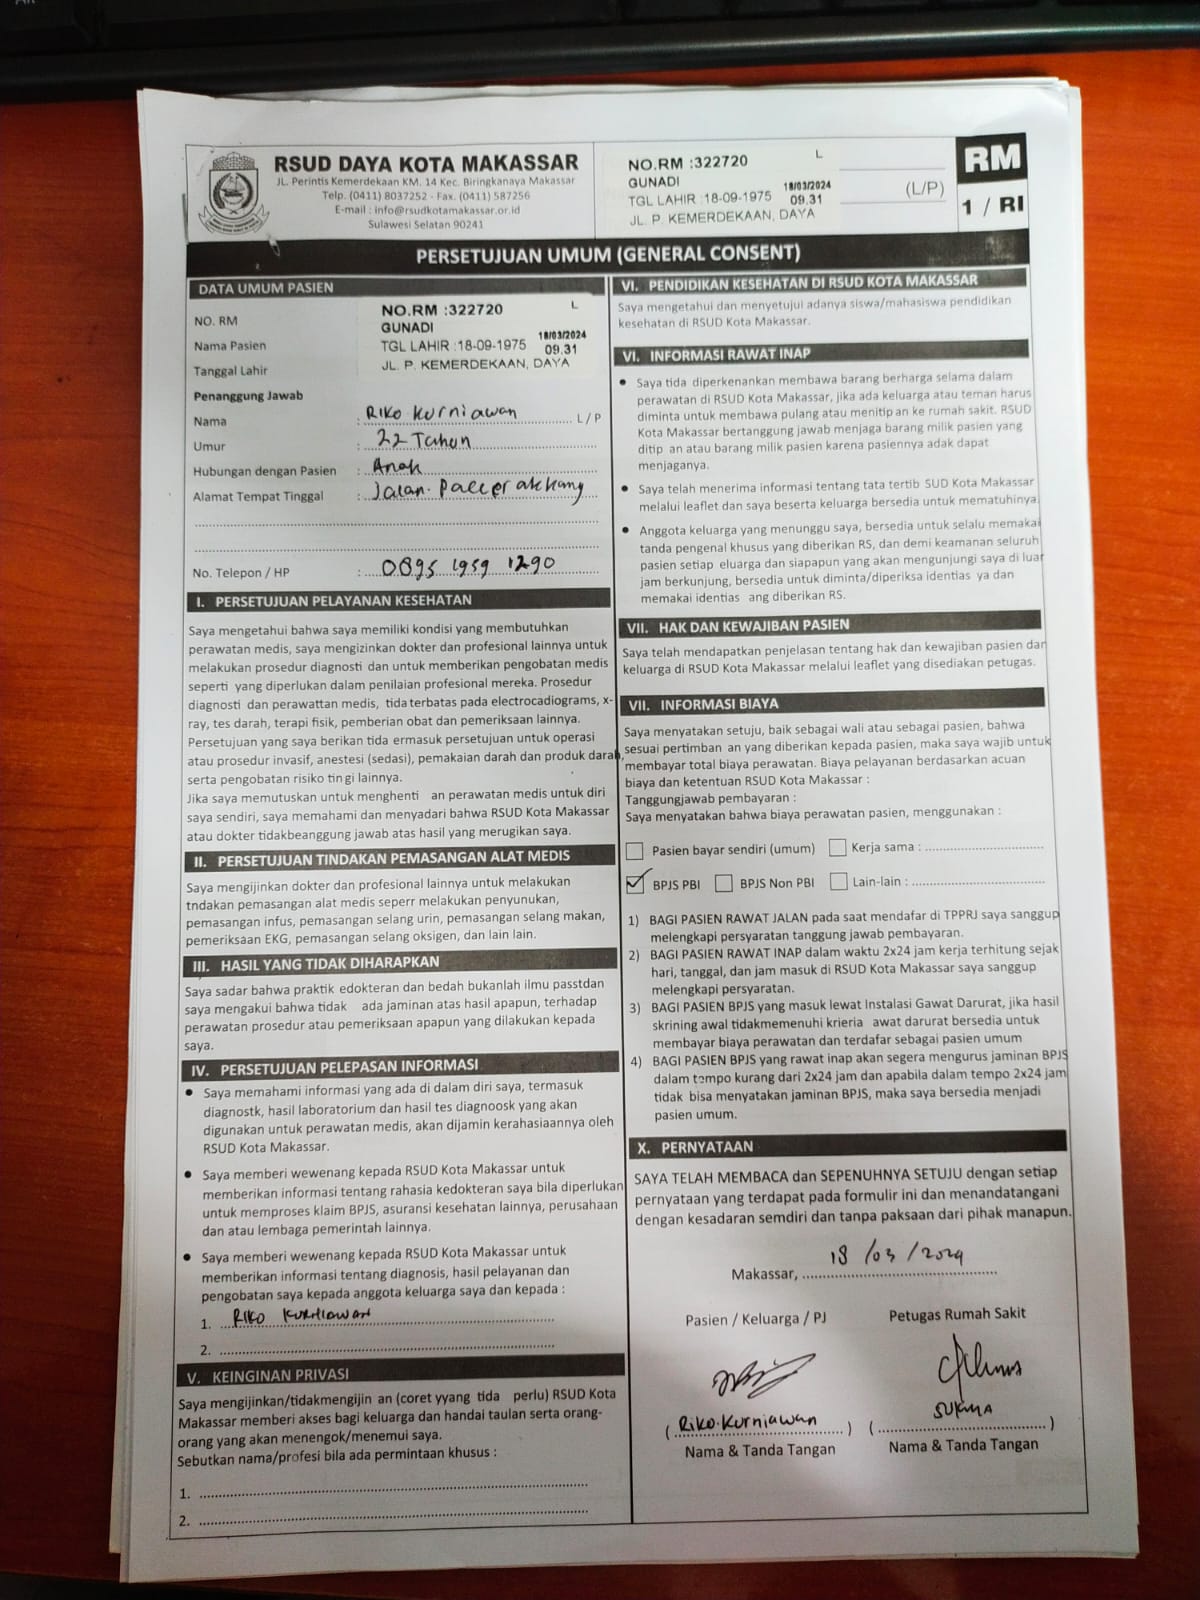 RSUD DAYA KOTA MAKASSAR
JL. Perintis Kemerdekaan KM. 14 Kec. Biringkanaya Makassar
Telp. (0411) 8037252 - Fax. (0411) 587256
E-mail : info@rsudkotamakassar.or.id
Sulawesi Selatan 90241
NO.RM :322720 L
GUNADI
TGL LAHIR :18-09-1975 18/03/2024 09.31
JL. P. KEMERDEKAAN, DAYA
(L/P)
RM
1 / RI
PERSETUJUAN UMUM (GENERAL CONSENT)
DATA UMUM PASIEN
NO. RM
Nama Pasien
Tanggal Lahir
NO.RM :322720 L
GUNADI
TGL LAHIR :18-09-1975 18/03/2024 09.31
JL. P. KEMERDEKAAN, DAYA
Penanggung Jawab
Nama : Riko Kurniawan L / P
Umur : 22 Tahun
Hubungan dengan Pasien : Anak
Alamat Tempat Tinggal : Jalan.
No. Telepon / HP : 0895 1959 1290
I. PERSETUJUAN PELAYANAN KESEHATAN
Saya mengetahui bahwa saya memiliki kondisi yang membutuhkan
perawatan medis, saya mengizinkan dokter dan profesional lainnya untuk
melakukan prosedur diagnosti dan untuk memberikan pengobatan medis
seperti yang diperlukan dalam penilaian profesional mereka. Prosedur
diagnosti dan perawattan medis, tida terbatas pada electrocadiograms, x-
ray, tes darah, terapi fisik, pemberian obat dan pemeriksaan lainnya.
Persetujuan yang saya berikan tida ermasuk persetujuan untuk operasi
atau prosedur invasif, anestesi (sedasi), pemakaian darah dan produk darah,
serta pengobatan risiko tin gi lainnya.
Jika saya memutuskan untuk menghenti an perawatan medis untuk diri
saya sendiri, saya memahami dan menyadari bahwa RSUD Kota Makassar
atau dokter tidakbeanggung jawab atas hasil yang merugikan saya.
II. PERSETUJUAN TINDAKAN PEMASANGAN ALAT MEDIS
Saya mengijinkan dokter dan profesional lainnya untuk melakukan
tndakan pemasangan alat medis seperr melakukan penyunukan,
pemasangan infus, pemasangan selang urin, pemasangan selang makan,
pemeriksaan EKG, pemasangan selang oksigen, dan lain lain.
III. HASIL YANG TIDAK DIHARAPKAN
Saya sadar bahwa praktik edokteran dan bedah bukanlah ilmu passtdan
saya mengakui bahwa tidak ada jaminan atas hasil apapun, terhadap
perawatan prosedur atau pemeriksaan apapun yang dilakukan kepada
saya.
IV. PERSETUJUAN PELEPASAN INFORMASI
● Saya memahami informasi yang ada di dalam diri saya, termasuk
diagnostk, hasil laboratorium dan hasil tes diagnoosk yang akan
digunakan untuk perawatan medis, akan dijamin kerahasiaannya oleh
RSUD Kota Makassar.
● Saya memberi wewenang kepada RSUD Kota Makassar untuk
memberikan informasi tentang rahasia kedokteran saya bila diperlukan
untuk memproses klaim BPJS, asuransi kesehatan lainnya, perusahaan
dan atau lembaga pemerintah lainnya.
● Saya memberi wewenang kepada RSUD Kota Makassar untuk
memberikan informasi tentang diagnosis, hasil pelayanan dan
pengobatan saya kepada anggota keluarga saya dan kepada :
1. RIKO KURNIAWAN
2.
V. KEINGINAN PRIVASI
Saya mengijinkan/tidakmengijin an (coret yyang tida perlu) RSUD Kota
Makassar memberi akses bagi keluarga dan handai taulan serta orang-
orang yang akan menengok/menemui saya.
Sebutkan nama/profesi bila ada permintaan khusus :
1.
2.
VI. PENDIDIKAN KESEHATAN DI RSUD KOTA MAKASSAR
Saya mengetahui dan menyetujui adanya siswa/mahasiswa pendidikan
kesehatan di RSUD Kota Makassar.
VI. INFORMASI RAWAT INAP
● Saya tida diperkenankan membawa barang berharga selama dalam
perawatan di RSUD Kota Makassar, jika ada keluarga atau teman harus
diminta untuk membawa pulang atau menitip an ke rumah sakit. RSUD
Kota Makassar bertanggung jawab menjaga barang milik pasien yang
ditip an atau barang milik pasien karena pasiennya adak dapat
menjaganya.
● Saya telah menerima informasi tentang tata tertib SUD Kota Makassar
melalui leaflet dan saya beserta keluarga bersedia untuk mematuhinya.
● Anggota keluarga yang menunggu saya, bersedia untuk selalu memakai
tanda pengenal khusus yang diberikan RS, dan demi keamanan seluruh
pasien setiap eluarga dan siapapun yang akan mengunjungi saya di luar
jam berkunjung, bersedia untuk diminta/diperiksa identias ya dan
memakai identias ang diberikan RS.
VII. HAK DAN KEWAJIBAN PASIEN
Saya telah mendapatkan penjelasan tentang hak dan kewajiban pasien dan
keluarga di RSUD Kota Makassar melalui leaflet yang disediakan petugas.
VII. INFORMASI BIAYA
Saya menyatakan setuju, baik sebagai wali atau sebagai pasien, bahwa
sesuai pertimban an yang diberikan kepada pasien, maka saya wajib untuk
membayar total biaya perawatan. Biaya pelayanan berdasarkan acuan
biaya dan ketentuan RSUD Kota Makassar :
Tanggungjawab pembayaran :
Saya menyatakan bahwa biaya perawatan pasien, menggunakan :
Pasien bayar sendiri (umum) Kerja sama :
✓ BPJS PBI BPJS Non PBI Lain-lain :
1) BAGI PASIEN RAWAT JALAN pada saat mendafar di TPPRJ saya sanggup
melengkapi persyaratan tanggung jawab pembayaran.
2) BAGI PASIEN RAWAT INAP dalam waktu 2x24 jam kerja terhitung sejak
hari, tanggal, dan jam masuk di RSUD Kota Makassar saya sanggup
melengkapi persyaratan.
3) BAGI PASIEN BPJS yang masuk lewat Instalasi Gawat Darurat, jika hasil
skrining awal tidakmemenuhi krieria awat darurat bersedia untuk
membayar biaya perawatan dan terdafar sebagai pasien umum
4) BAGI PASIEN BPJS yang rawat inap akan segera mengurus jaminan BPJS
dalam tempo kurang dari 2x24 jam dan apabila dalam tempo 2x24 jam
tidak bisa menyatakan jaminan BPJS, maka saya bersedia menjadi
pasien umum.
X. PERNYATAAN
SAYA TELAH MEMBACA dan SEPENUHNYA SETUJU dengan setiap
pernyataan yang terdapat pada formulir ini dan menandatangani
dengan kesadaran semdiri dan tanpa paksaan dari pihak manapun.
Makassar, 18 /03 /2024
Pasien / Keluarga / PJ Petugas Rumah Sakit
( Riko.Kurniawan ) ( SUKMA )
Nama & Tanda Tangan Nama & Tanda Tangan